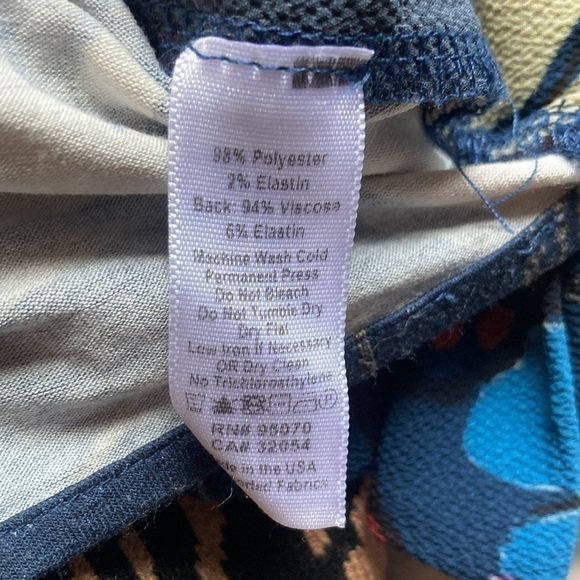 98% Polyester
2% Elastin
Back: 94% Viscose
6% Elastin
Machine Wash Cold
Permanent Press
Do Not Bleach
Do Not Tumble Dry
Dry Flat
Low Iron If Necessary
OR Dry Clean
No Trichloroethylene
RN# 98070
CA# 32054
in the USA
Fabrics